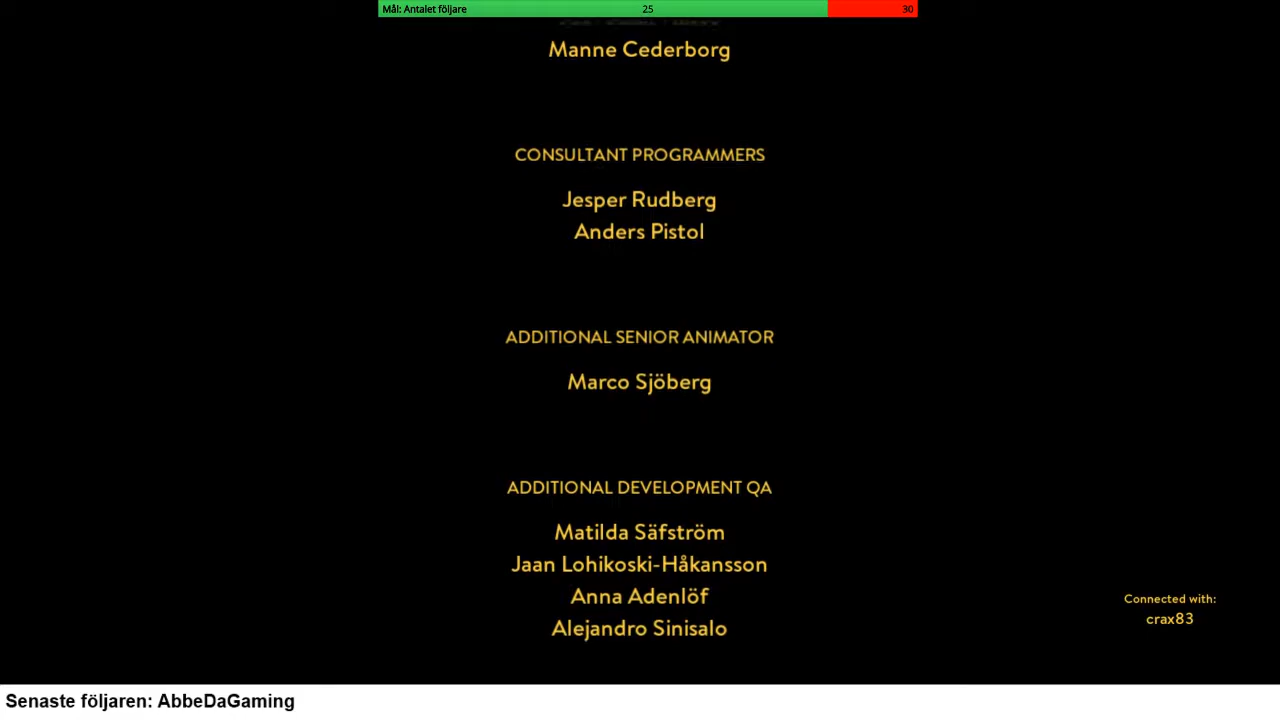 Mål: Antalet följare 25 30
Manne Cederborg
CONSULTANT PROGRAMMERS
Jesper Rudberg
Anders Pistol
ADDITIONAL SENIOR ANIMATOR
Marco Sjöberg
ADDITIONAL DEVELOPMENT QA
Matilda Säfström
Jaan Lohikoski-Håkansson
Anna Adenlöf
Alejandro Sinisalo
Connected with:
crax83
Senaste följaren: AbbeDaGaming